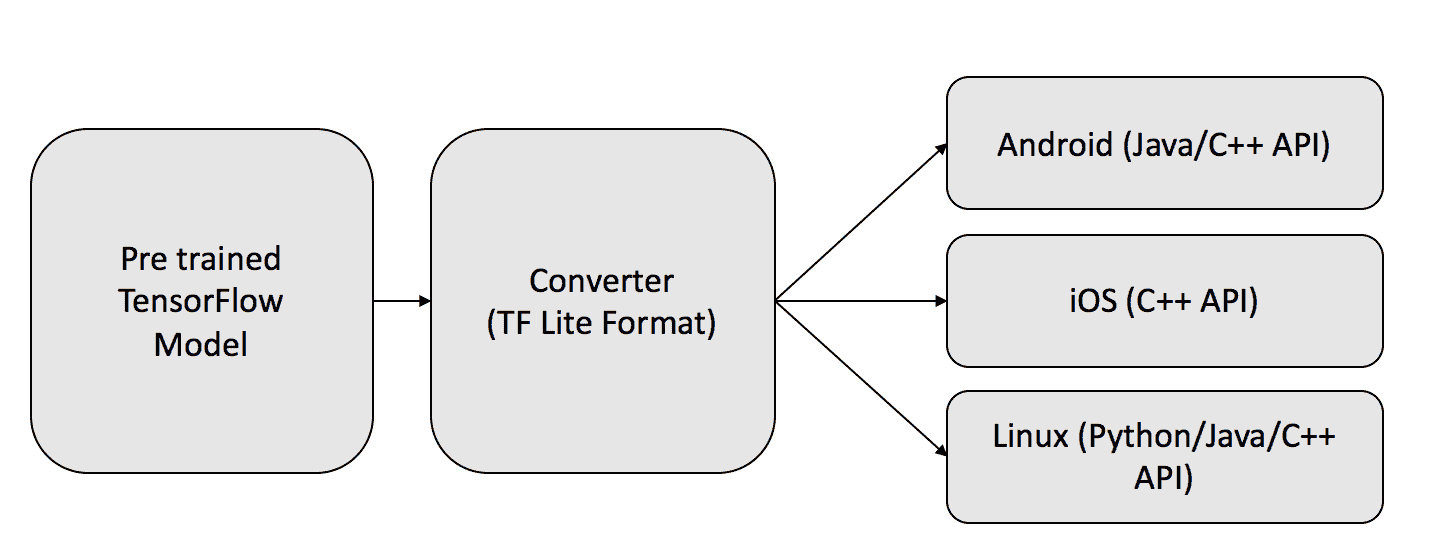 Pre trained
TensorFlow
Model
Converter
(TF Lite Format)
Android (Java/C++ API)
iOS (C++ API)
Linux (Python/Java/C++
API)